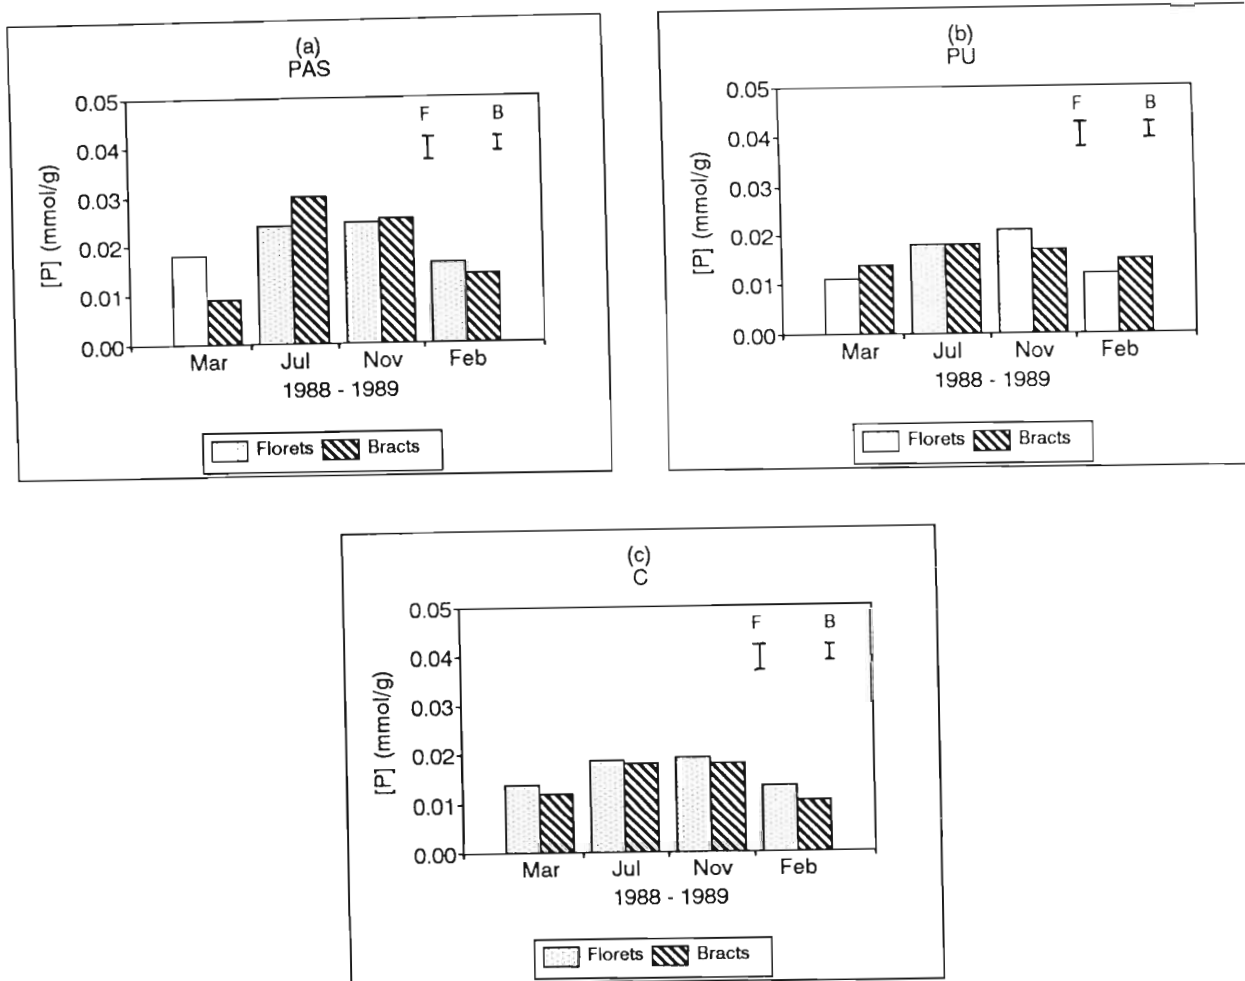 (a)
PAS
F B
0.05
0.04
0.03
0.02
0.01
0.00
[P] (mmol/g)
Mar Jul Nov Feb
1988 - 1989
Florets Bracts
(b)
PU
F B
0.05
0.04
0.03
0.02
0.01
0.00
[P] (mmol/g)
Mar Jul Nov Feb
1988 - 1989
Florets Bracts
(c)
C
F B
0.05
0.04
0.03
0.02
0.01
0.00
[P] (mmol/g)
Mar Jul Nov Feb
1988 - 1989
Florets Bracts